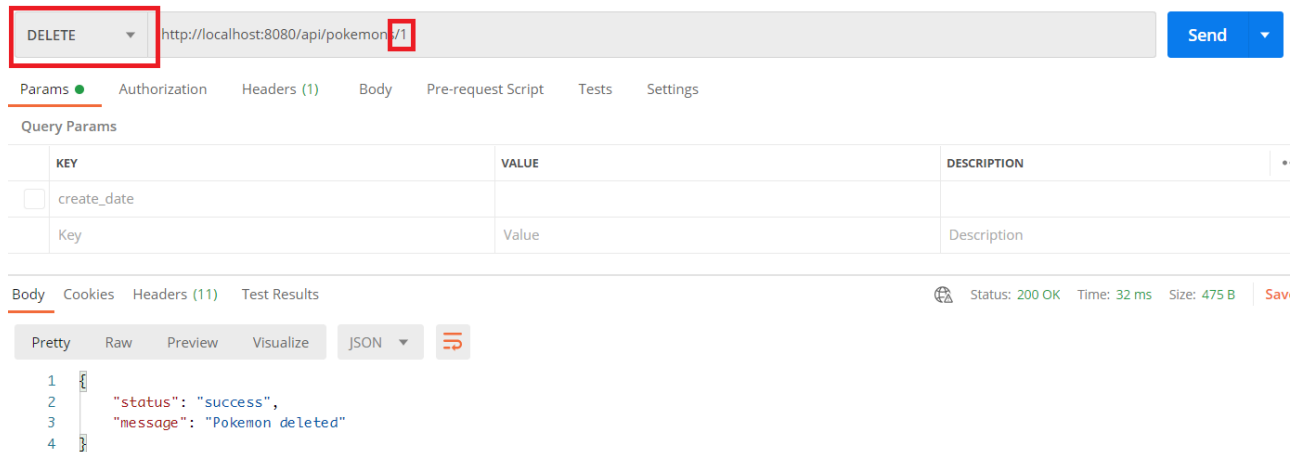 DELETE http://localhost:8080/api/pokemons/1 Send
Params Authorization Headers (1) Body Pre-request Script Tests Settings
Query Params
KEY VALUE DESCRIPTION
create_date
Key Value Description
Body Cookies Headers (11) Test Results Status: 200 OK Time: 32 ms Size: 475 B
Pretty Raw Preview Visualize JSON
1 {
2 "status": "success",
3 "message": "Pokemon deleted"
4 }